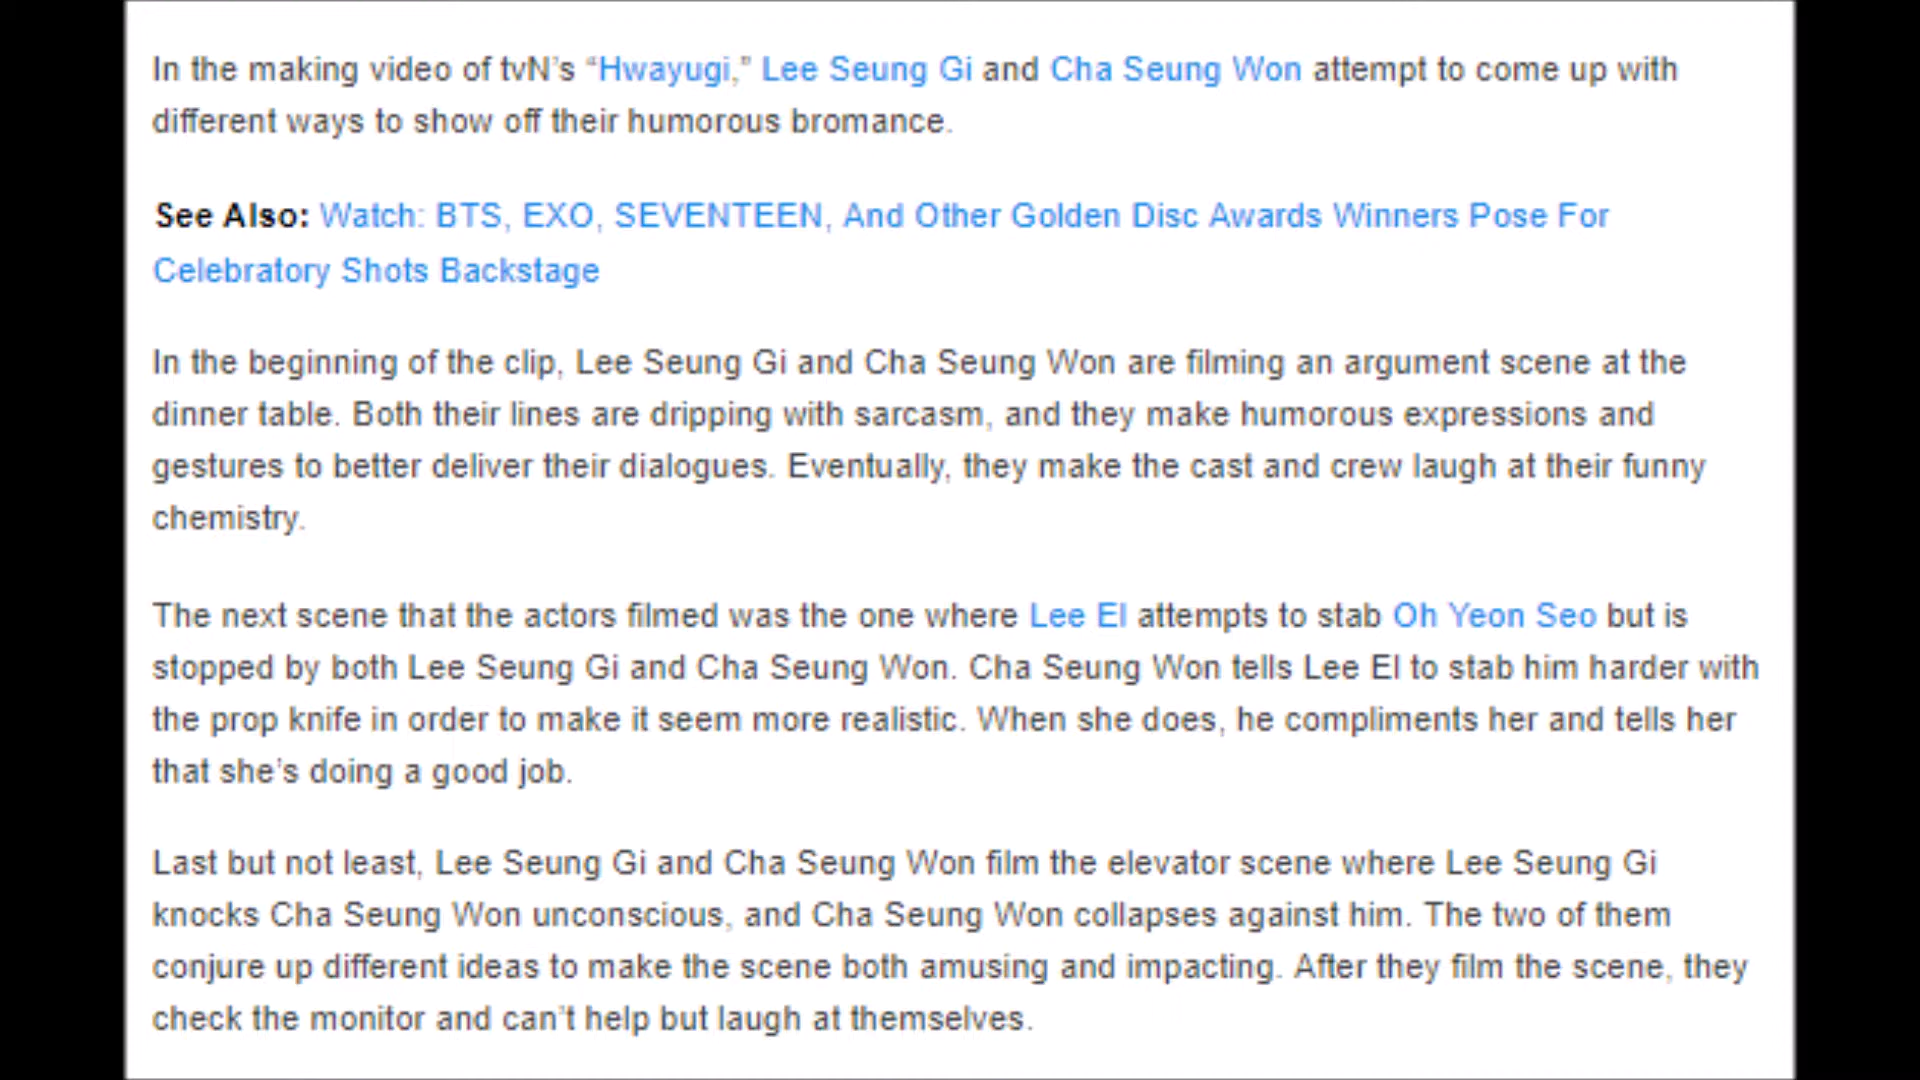 In the making video of tvN’s “Hwayugi,” Lee Seung Gi and Cha Seung Won attempt to come up with
different ways to show off their humorous bromance.
See Also: Watch: BTS, EXO, SEVENTEEN, And Other Golden Disc Awards Winners Pose For
Celebratory Shots Backstage
In the beginning of the clip, Lee Seung Gi and Cha Seung Won are filming an argument scene at the
dinner table. Both their lines are dripping with sarcasm, and they make humorous expressions and
gestures to better deliver their dialogues. Eventually, they make the cast and crew laugh at their funny
chemistry.
The next scene that the actors filmed was the one where Lee El attempts to stab Oh Yeon Seo but is
stopped by both Lee Seung Gi and Cha Seung Won. Cha Seung Won tells Lee El to stab him harder with
the prop knife in order to make it seem more realistic. When she does, he compliments her and tells her
that she’s doing a good job.
Last but not least, Lee Seung Gi and Cha Seung Won film the elevator scene where Lee Seung Gi
knocks Cha Seung Won unconscious, and Cha Seung Won collapses against him. The two of them
conjure up different ideas to make the scene both amusing and impacting. After they film the scene, they
check the monitor and can’t help but laugh at themselves.